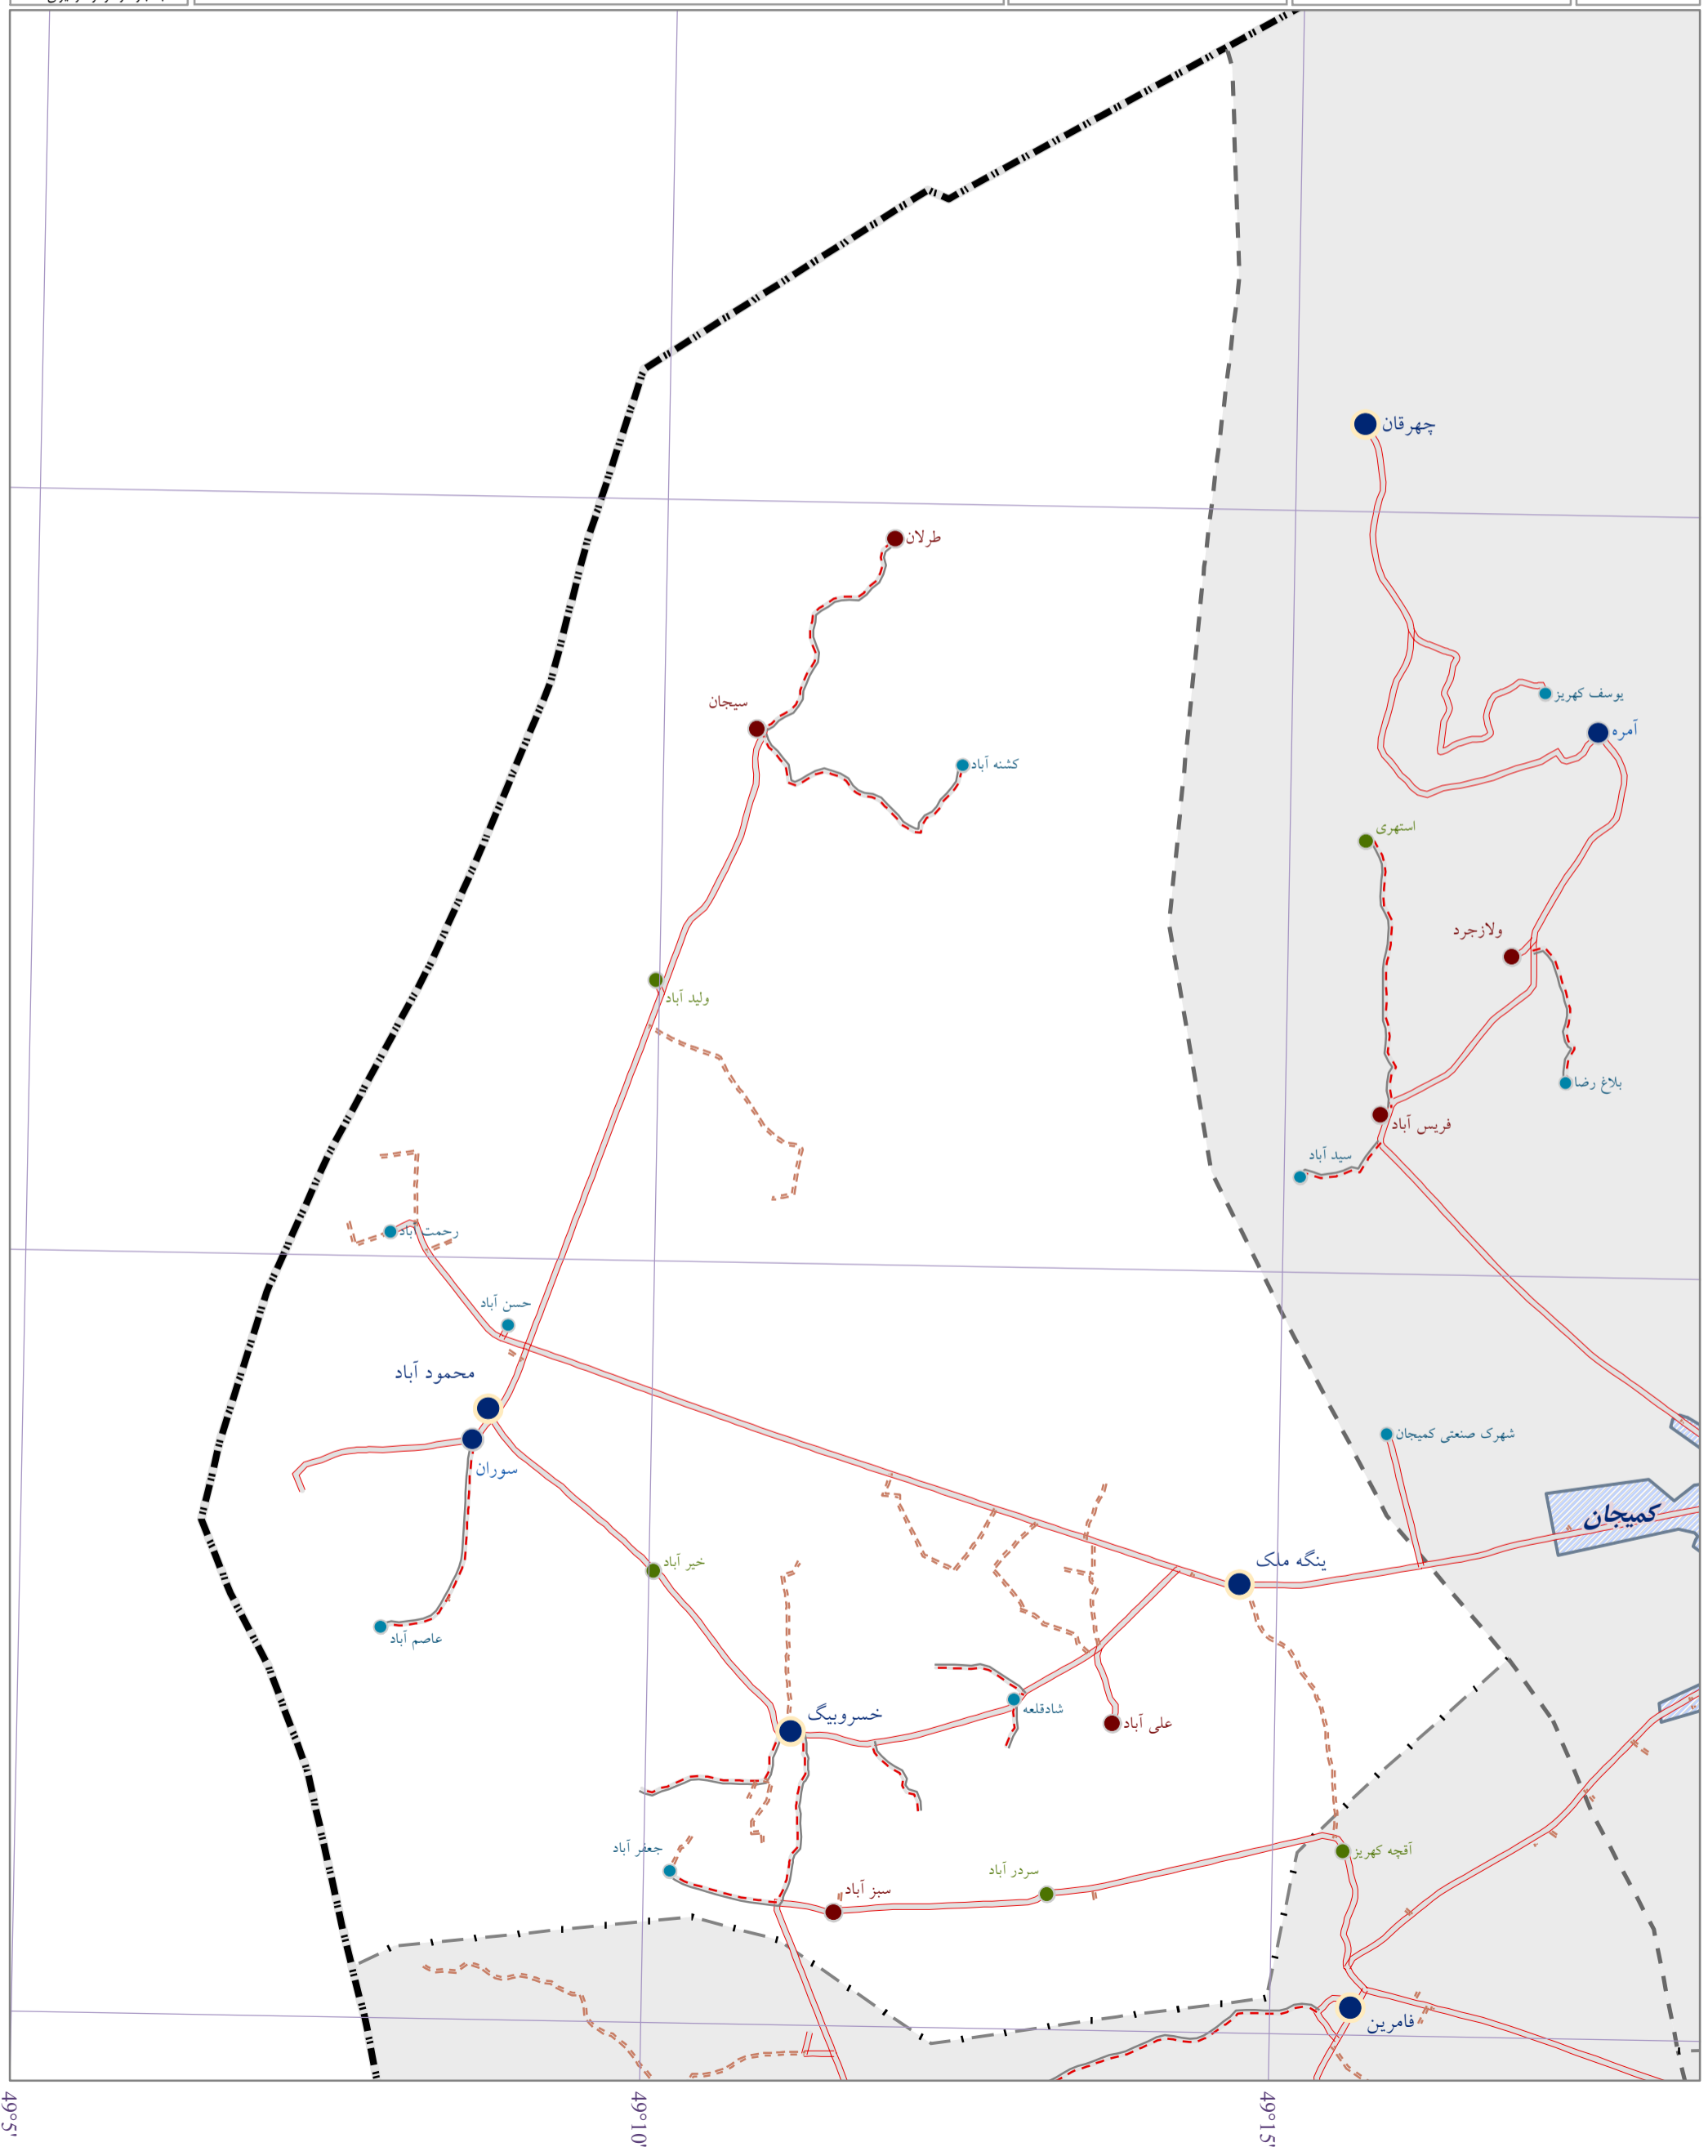 چهرقان
طرلان
یوسف کهریز
سیجان
آمره
کشنه آباد
استهری
ولازجرد
ولید آباد
بلاغ رضا
فریس آباد
سید آباد
رحمت آباد
حسن آباد
محمود آباد
شهرک صنعتی کمیجان
سوران
کمیجان
ینگه ملک
خیر آباد
عاصم آباد
شادقلعه
خسروبیگ
علی آباد
جعفر آباد
آقچه کهریز
سردر آباد
سبز آباد
فامرین
49°5'
49°10'
49°15'